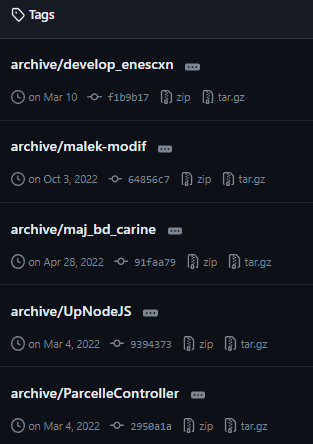 Tags
archive/develop_enescxn
on Mar 10 f1b9b17 zip tar.gz
archive/malek-modif
on Oct 3, 2022 64856c7 zip tar.gz
archive/maj_bd_carine
on Apr 28, 2022 91faa79 zip tar.gz
archive/UpNodeJS
on Mar 4, 2022 9394373 zip tar.gz
archive/ParcelleController
on Mar 4, 2022 2950a1a zip tar.gz